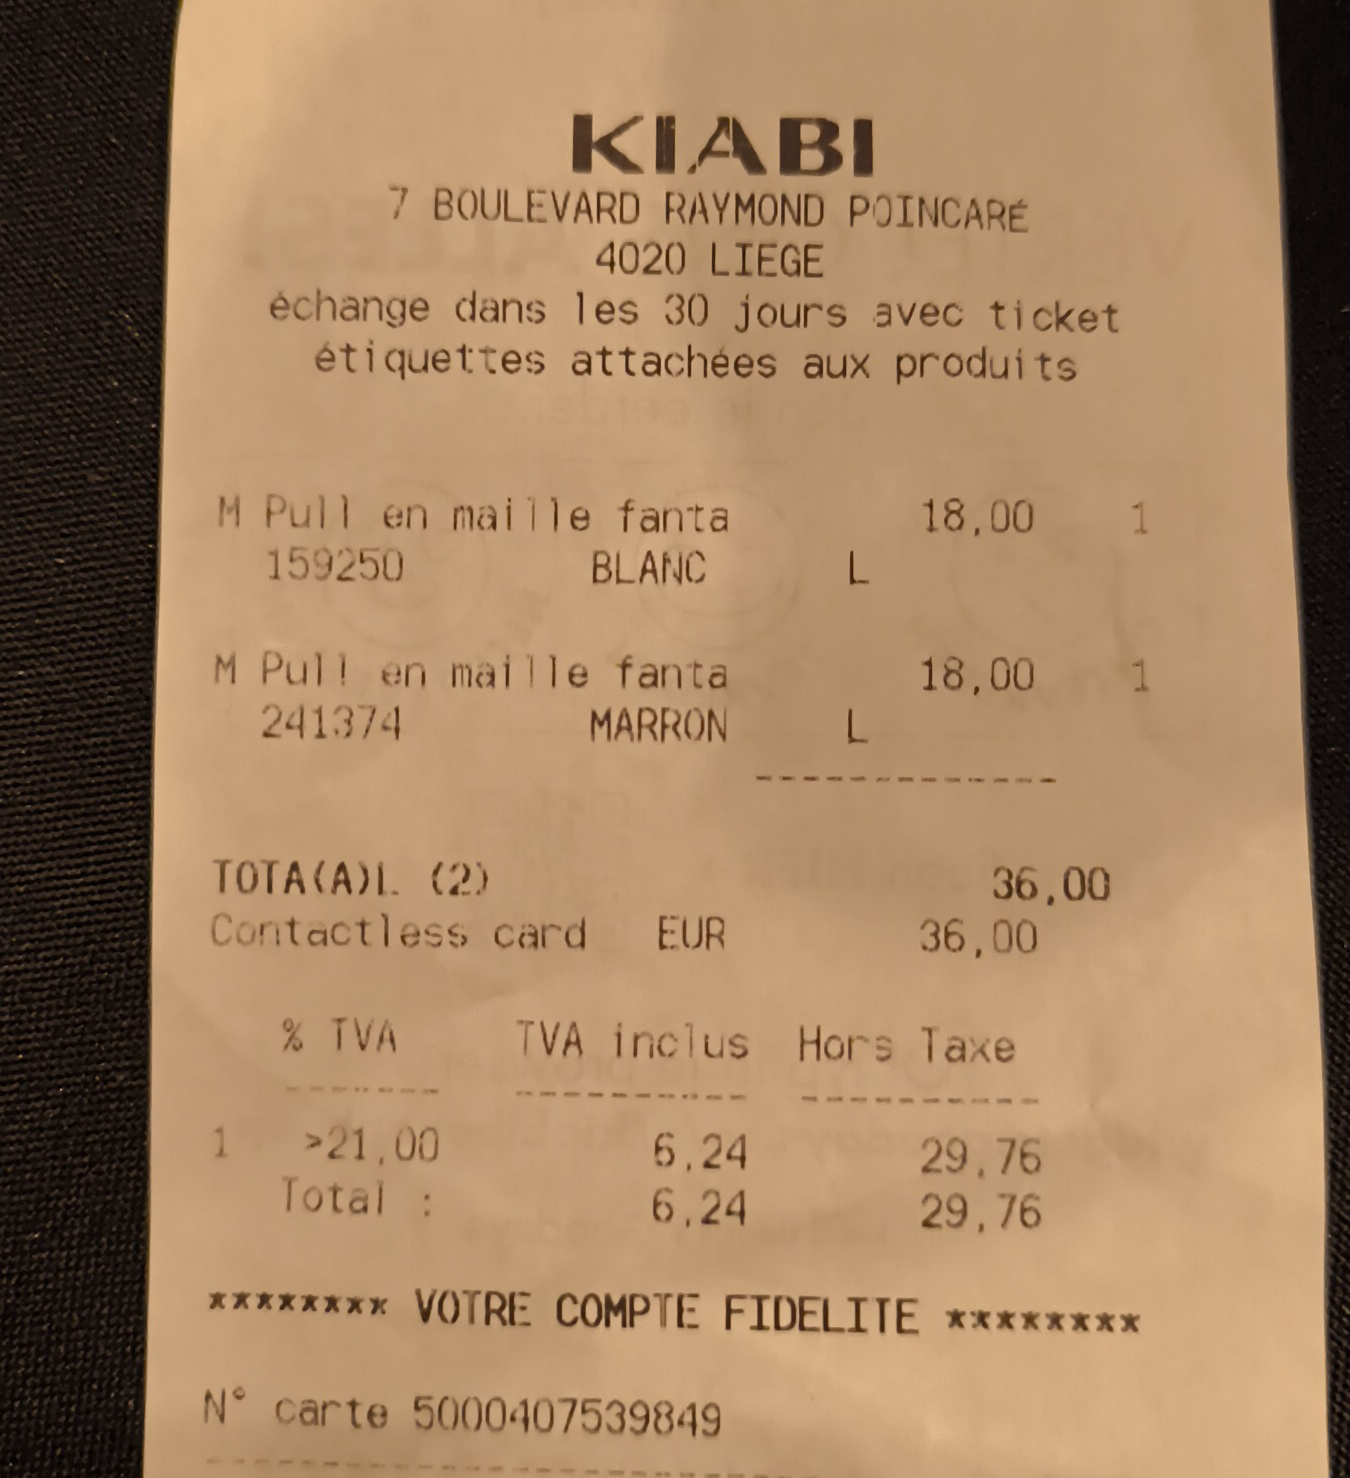 KIABI
7 BOULEVARD RAYMOND POINCARÉ
4020 LIEGE
échange dans les 30 jours avec ticket
étiquettes attachées aux produits
M Pull en maille fanta 18,00 1
159250 BLANC L
M Pull en maille fanta 18,00 1
241374 MARRON L
-------------
TOTA(A)L (2) 36,00
Contactless card EUR 36,00
% TVA TVA inclus Hors Taxe
------- ---------- ----------
1 >21,00 6,24 29,76
Total : 6,24 29,76
******** VOTRE COMPTE FIDELITE ********
N° carte 5000407539849